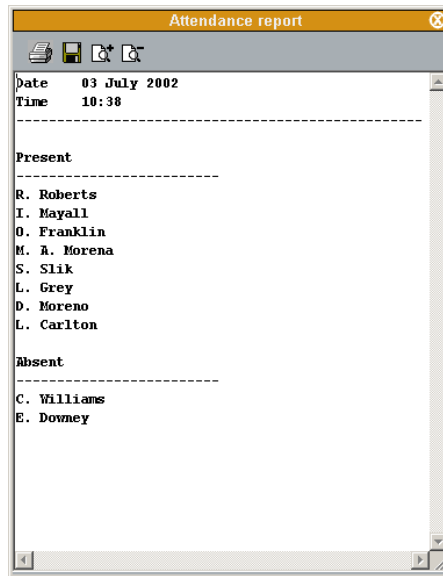 Attendance report
Date    03 July 2002
Time    10:38
--------------------------------------------------
Present
-------------------------
R. Roberts
I. Mayall
O. Franklin
M. A. Morena
S. Slik
L. Grey
D. Moreno
L. Carlton
Absent
-------------------------
C. Williams
E. Downey